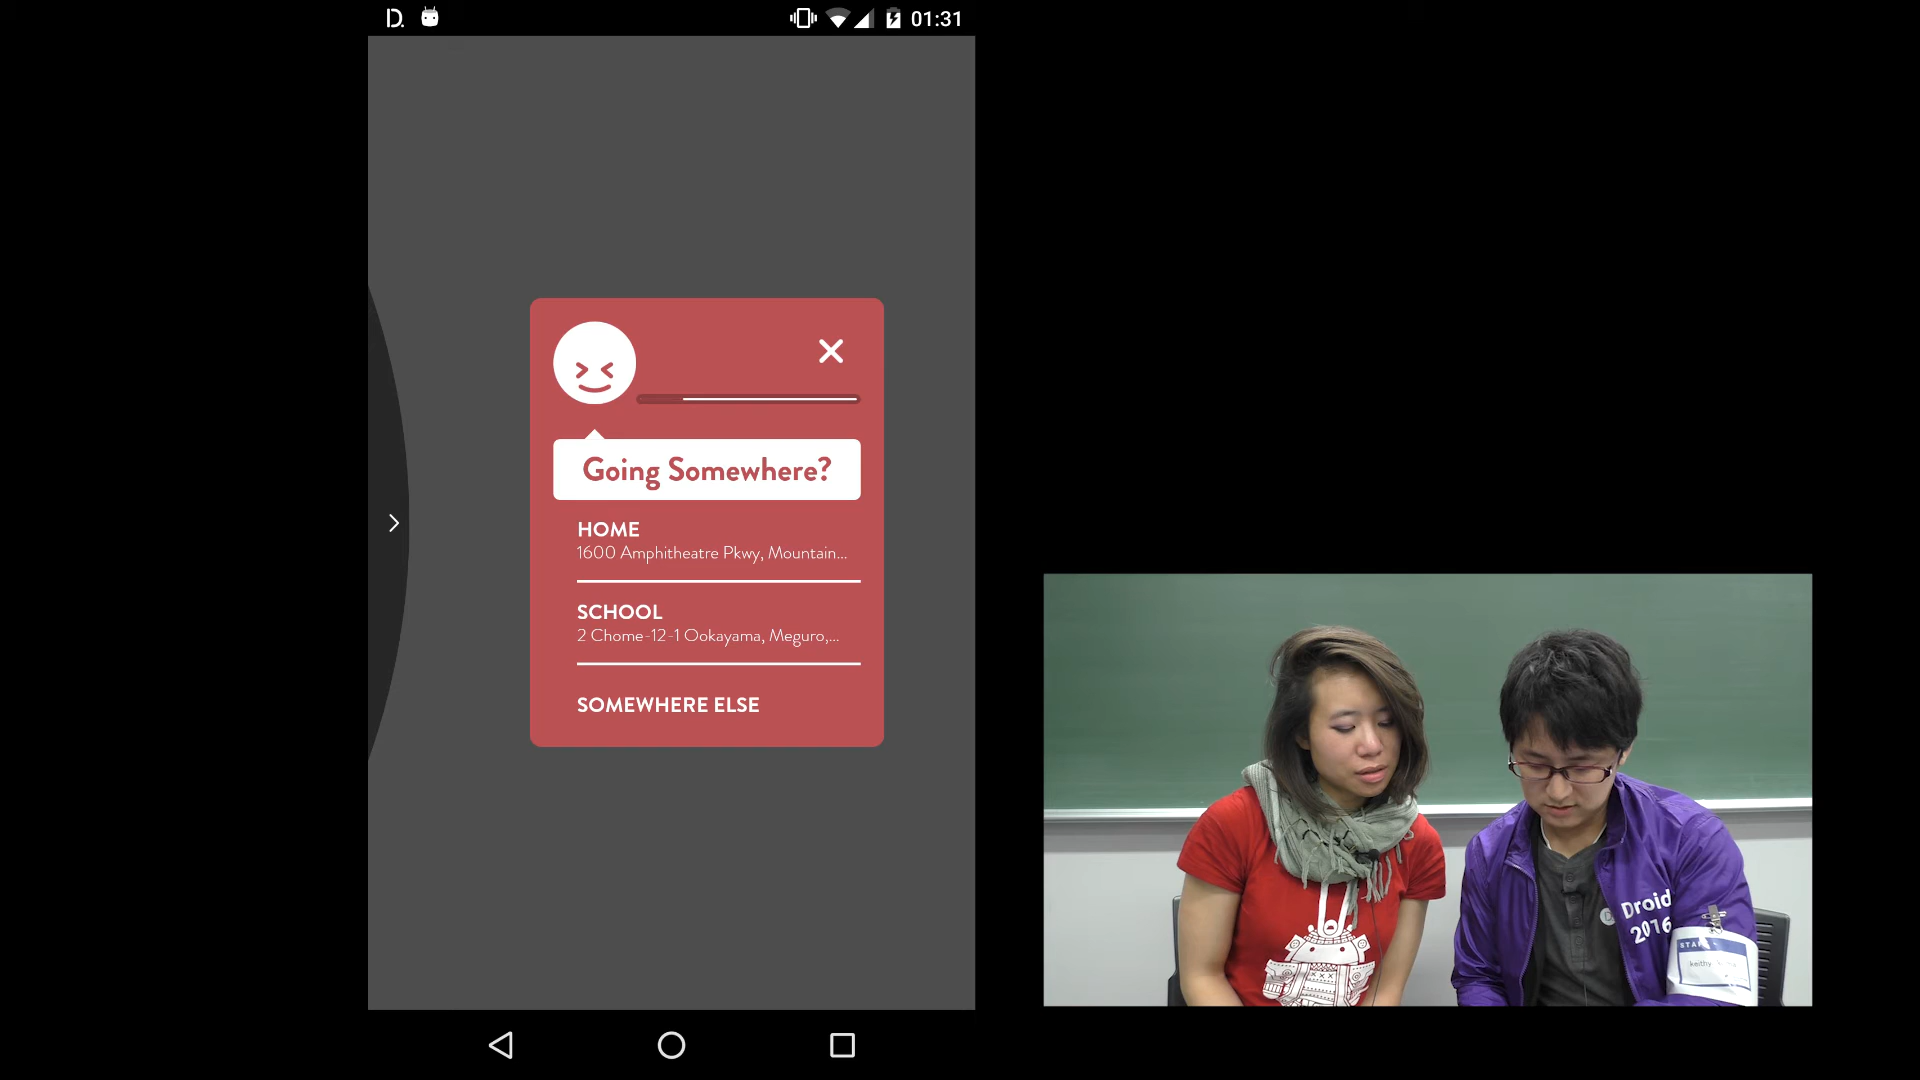 D.
01:31
Going Somewhere?
HOME
1600 Amphitheatre Pkwy, Mountain...
SCHOOL
2 Chome-12-1 Ookayama, Meguro,...
SOMEWHERE ELSE
Droid
2016
keithy